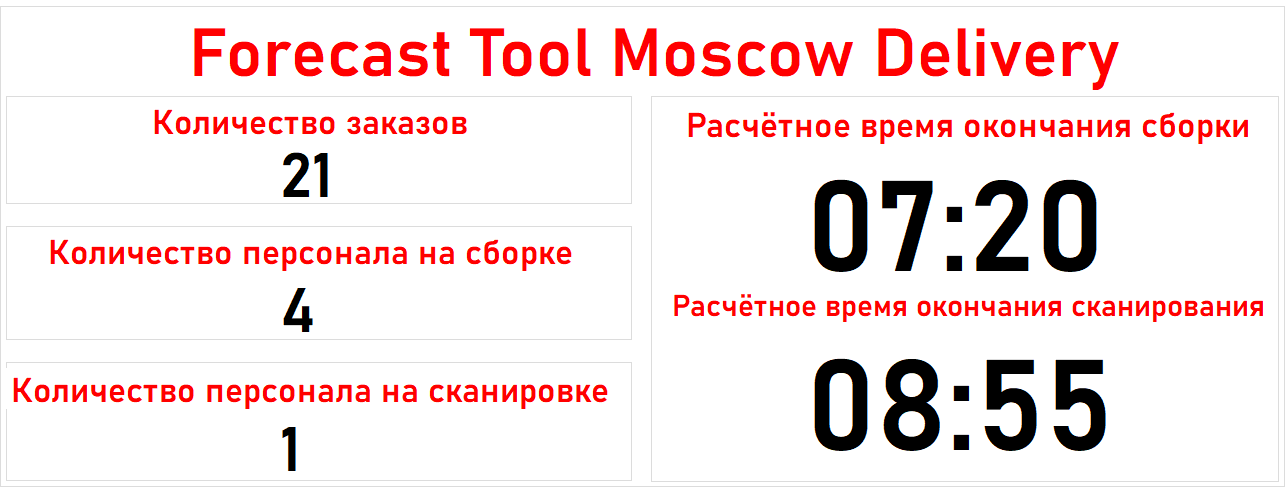 Forecast Tool Moscow Delivery
Количество заказов
21
Количество персонала на сборке
4
Количество персонала на сканировке
1
Расчётное время окончания сборки
07:20
Расчётное время окончания сканирования
08:55